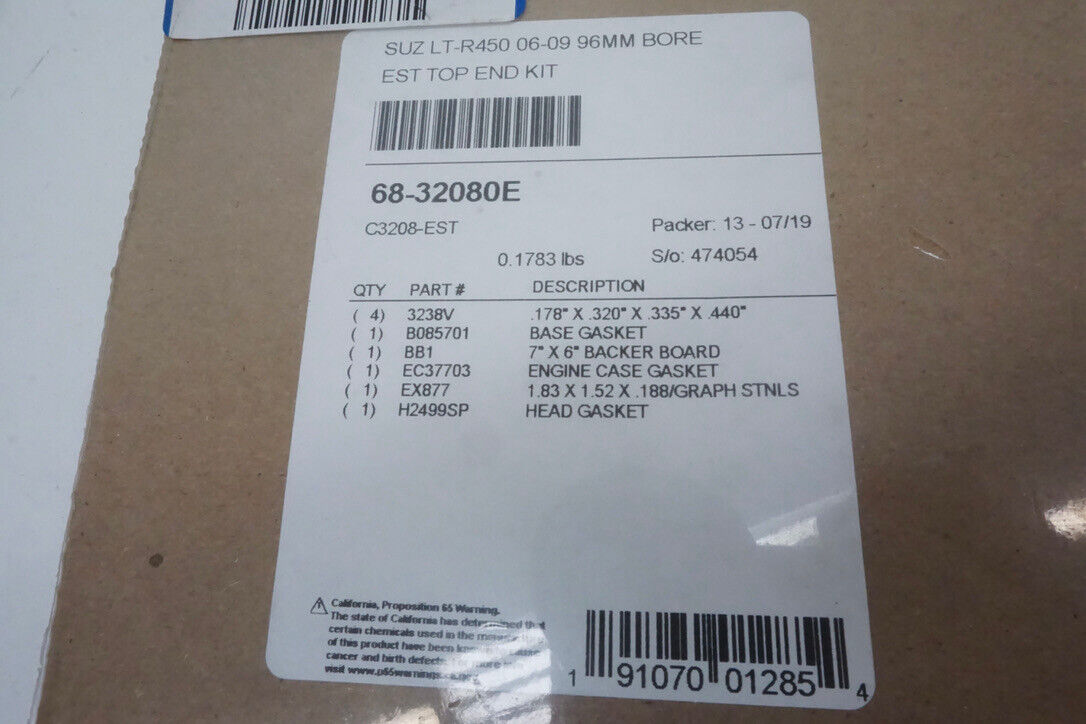 SUZ LT-R450 06-09 96MM BORE
EST TOP END KIT
68-32080E
C3208-EST
Packer: 13 - 07/19
0.1783 lbs
S/o: 474054
QTY PART # DESCRIPTION
( 4) 3238V .178" X .320" X .335" X .440"
( 1) B085701 BASE GASKET
( 1) BB1 7" X 6" BACKER BOARD
( 1) EC37703 ENGINE CASE GASKET
( 1) EX877 1.83 X 1.52 X .188/GRAPH STNLS
( 1) H2499SP HEAD GASKET
California, Proposition 65 Warning.
The state of California has determined that
certain chemicals used in the
of this product have been
cancer and birth defects. For more
visit www.p65warnings.ca.gov
1 91070 01285 4